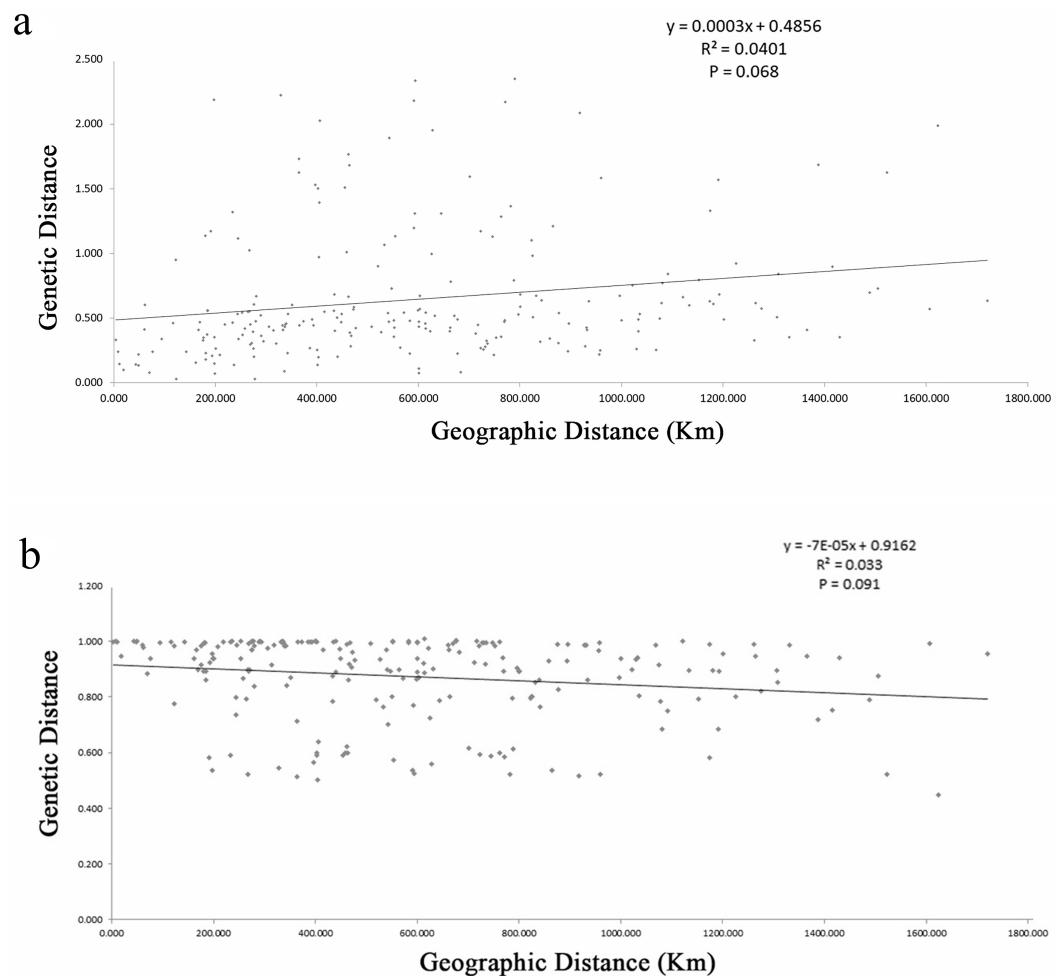 a
y = 0.0003x + 0.4856
R² = 0.0401
P = 0.068
2.500
2.000
1.500
1.000
0.500
0.000
Genetic Distance
0.000 200.000 400.000 600.000 800.000 1000.000 1200.000 1400.000 1600.000 1800.000
Geographic Distance (Km)
b
y = -7E-05x + 0.9162
R² = 0.033
P = 0.091
1.200
1.000
0.800
0.600
0.400
0.200
0.000
Genetic Distance
0.000 200.000 400.000 600.000 800.000 1000.000 1200.000 1400.000 1600.000 1800.000
Geographic Distance (Km)